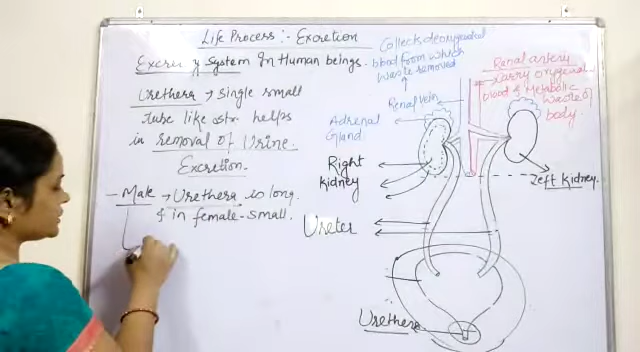 Life Process :- Excretion
Excre y System In Human beings.
Urethera → single small
tube like str helps
in removal of Urine.
Excretion.
- Male → Urethera is long
& in female - small.
Collects deoxygenated
blood from which
waste removed
Renal artery
carry oxygenated
blood & Metabolic
waste of
body.
Renal vein
Adrenal
Gland
Right
Kidney
Left Kidney.
Ureter
Urethera